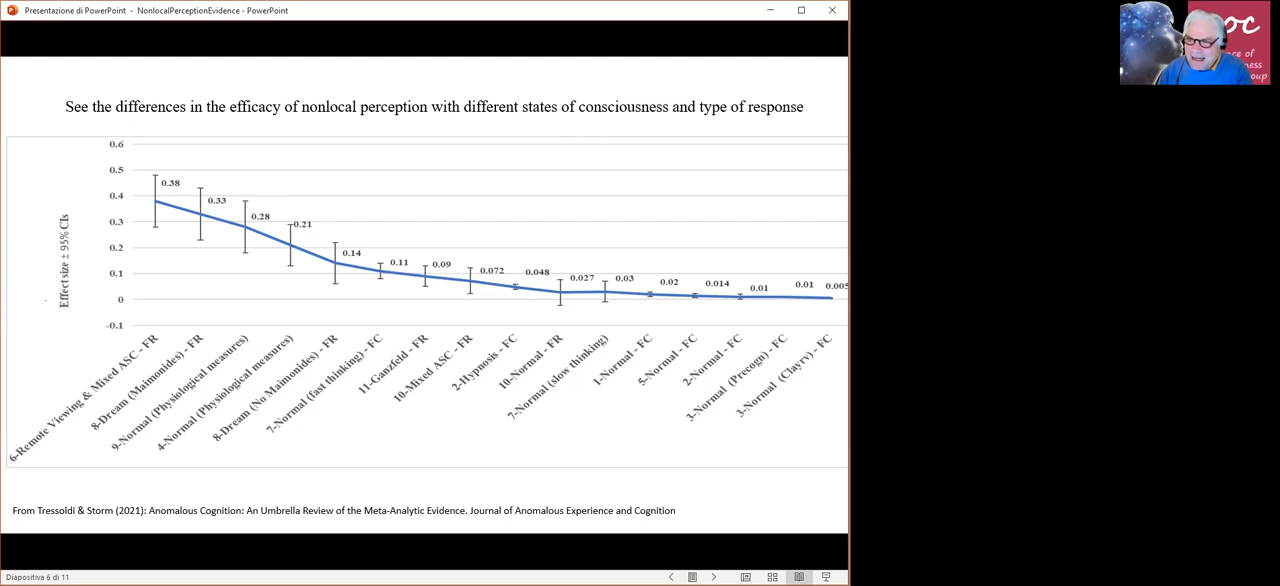 Presentazione di PowerPoint - NonlocalPerceptionEvidence - PowerPoint
oc
nce of
ness
oup
See the differences in the efficacy of nonlocal perception with different states of consciousness and type of response
Effect size ± 95% CIs
0.6
0.5
0.4
0.3
0.2
0.1
0
-0.1
0.38
0.33
0.28
0.21
0.14
0.11
0.09
0.072
0.048
0.027
0.03
0.02
0.014
0.01
0.01
0.005
6-Remote Viewing & Mixed ASC - FR
8-Dream (Maimonides) - FR
9-Normal (Physiological measures)
4-Normal (Physiological measures)
8-Dream (No Maimonides) - FR
7-Normal (fast thinking) - FC
11-Ganzfeld - FR
10-Mixed ASC - FR
2-Hypnosis - FC
10-Normal - FR
7-Normal (slow thinking)
1-Normal - FC
5-Normal - FC
2-Normal - FC
3-Normal (Precogn) - FC
3-Normal (Clayrv) - FC
From Tressoldi & Storm (2021): Anomalous Cognition: An Umbrella Review of the Meta-Analytic Evidence. Journal of Anomalous Experience and Cognition
Diapositiva 6 di 11